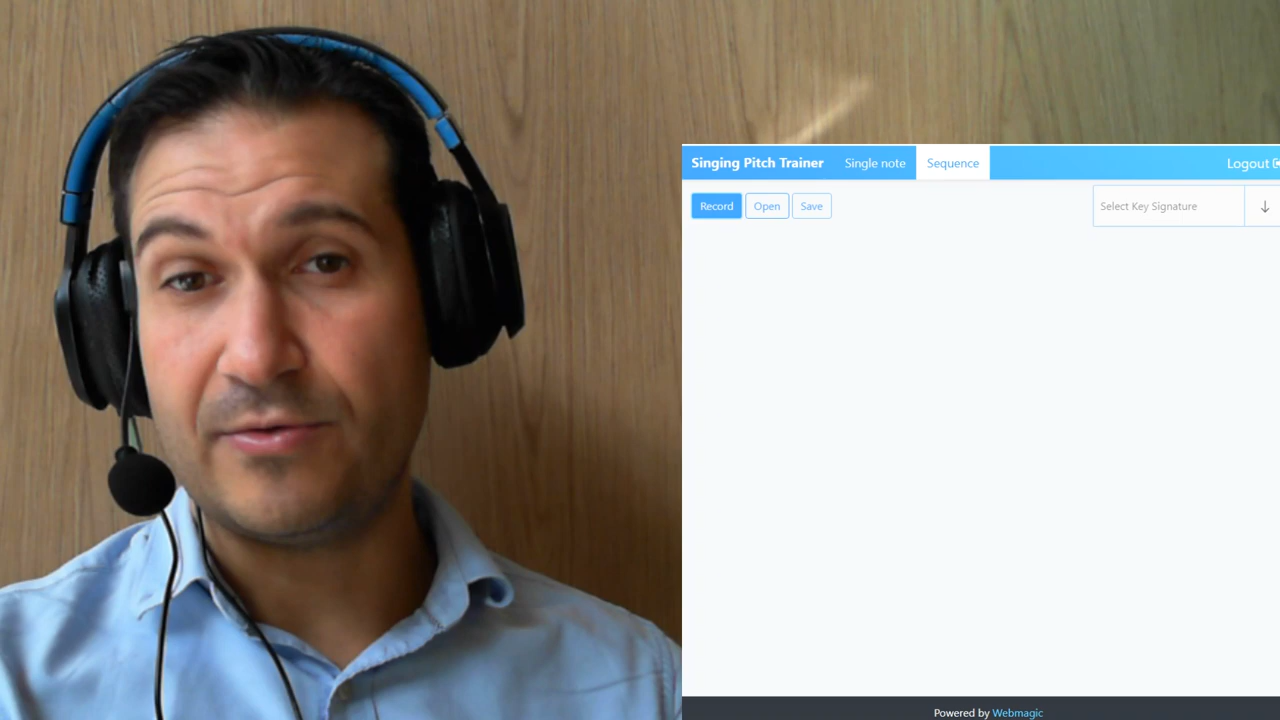 Singing Pitch Trainer Single note Sequence Logout
Record Open Save Select Key Signature
Powered by Webmagic